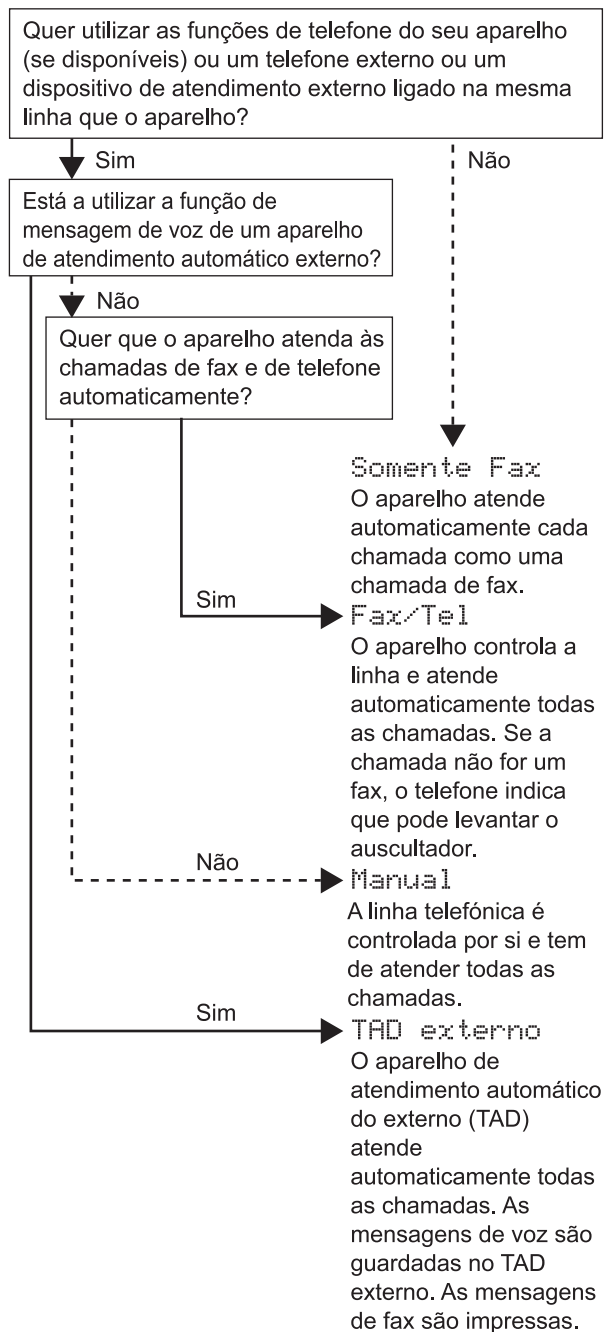 Quer utilizar as funções de telefone do seu aparelho
(se disponíveis) ou um telefone externo ou um
dispositivo de atendimento externo ligado na mesma
linha que o aparelho?
Sim
Não
Está a utilizar a função de
mensagem de voz de um aparelho
de atendimento automático externo?
Não
Quer que o aparelho atenda às
chamadas de fax e de telefone
automaticamente?
Somente Fax
O aparelho atende
automaticamente cada
chamada como uma
chamada de fax.
Sim
Fax/Tel
O aparelho controla a
linha e atende
automaticamente todas
as chamadas. Se a
chamada não for um
fax, o telefone indica
que pode levantar o
auscultador.
Não
Manual
A linha telefónica é
controlada por si e tem
de atender todas as
chamadas.
Sim
TAD externo
O aparelho de
atendimento automático
do externo (TAD)
atende
automaticamente todas
as chamadas. As
mensagens de voz são
guardadas no TAD
externo. As mensagens
de fax são impressas.